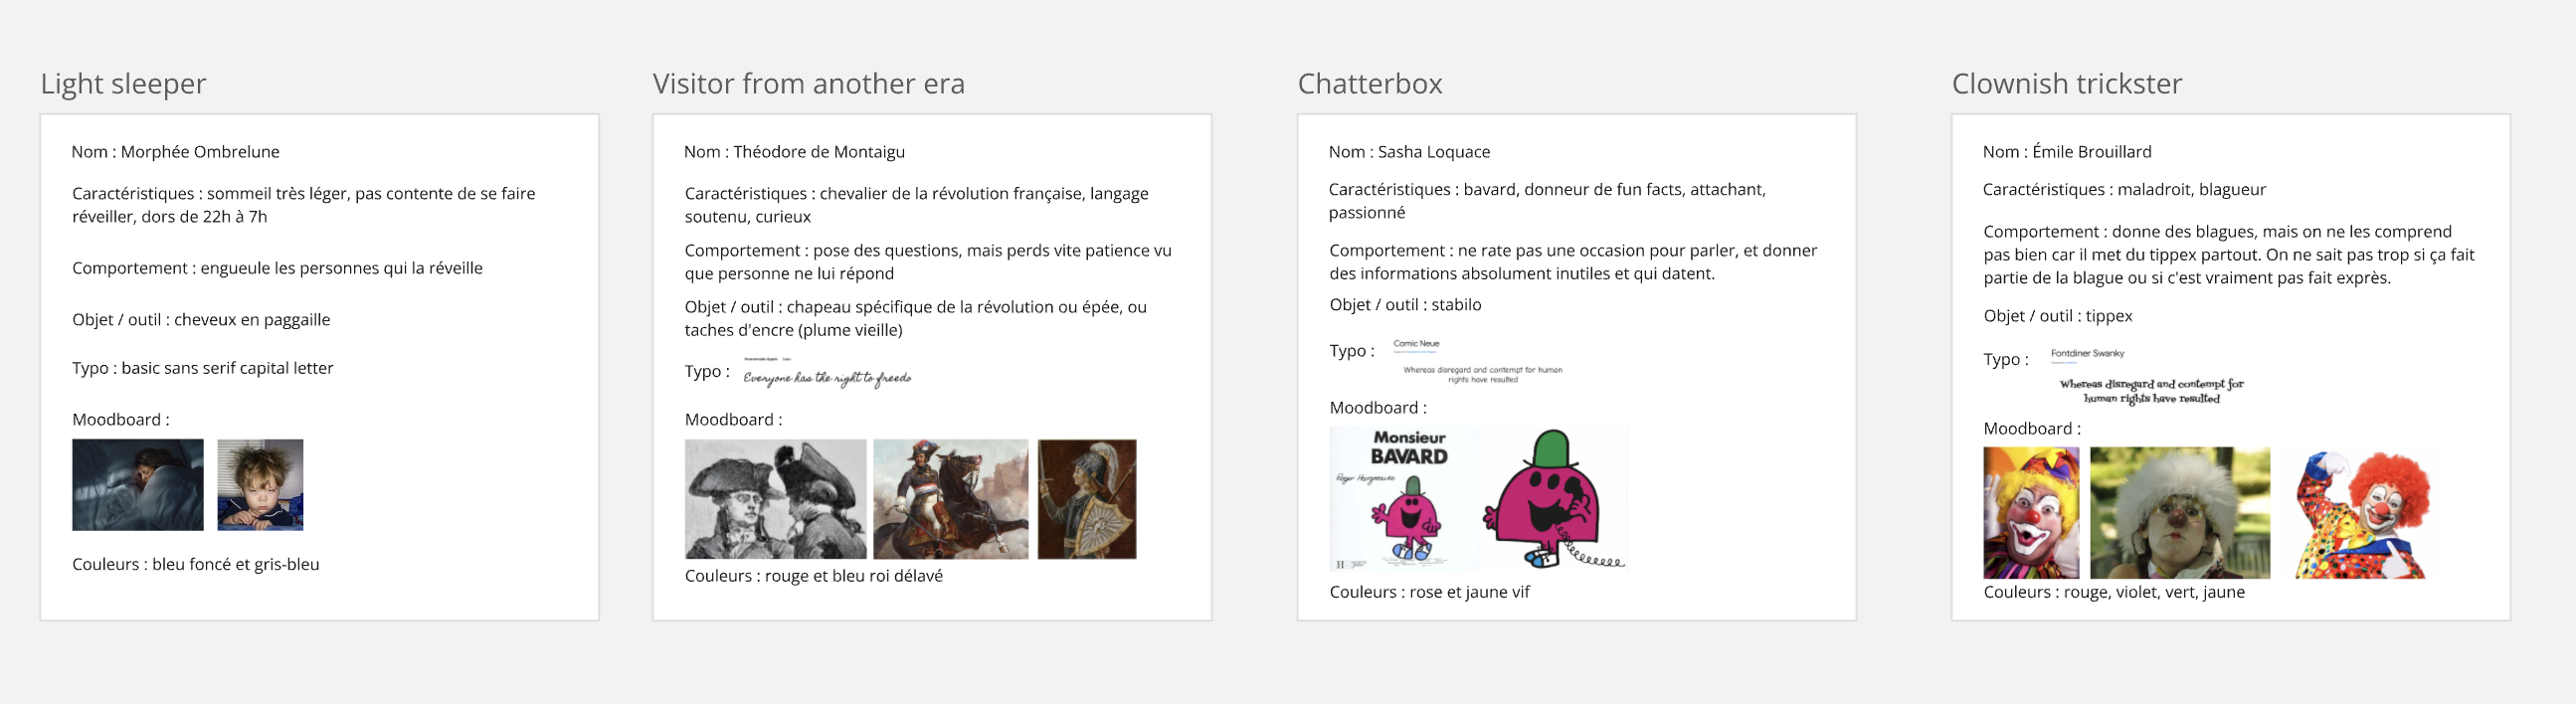 Light sleeper
Nom : Morphée Ombrelune
Caractéristiques : sommeil très léger, pas contente de se faire
réveiller, dors de 22h à 7h
Comportement : engueule les personnes qui la réveille
Objet / outil : cheveux en paggaille
Typo : basic sans serif capital letter
Moodboard :
Couleurs : bleu foncé et gris-bleu
Visitor from another era
Nom : Théodore de Montaigu
Caractéristiques : chevalier de la révolution française, langage
soutenu, curieux
Comportement : pose des questions, mais perds vite patience vu
que personne ne lui répond
Objet / outil : chapeau spécifique de la révolution ou épée, ou
taches d'encre (plume vieille)
Homemade Apple
Typo :
Everyone has the right to freedo
Moodboard :
Couleurs : rouge et bleu roi délavé
Chatterbox
Nom : Sasha Loquace
Caractéristiques : bavard, donneur de fun facts, attachant,
passionné
Comportement : ne rate pas une occasion pour parler, et donner
des informations absolument inutiles et qui datent.
Objet / outil : stabilo
Typo :
Comic Neue
Whereas disregard and contempt for human
rights have resulted
Moodboard :
Monsieur
BAVARD
Roger Hargreaves
Couleurs : rose et jaune vif
Clownish trickster
Nom : Émile Brouillard
Caractéristiques : maladroit, blagueur
Comportement : donne des blagues, mais on ne les comprend
pas bien car il met du tippex partout. On ne sait pas trop si ça fait
partie de la blague ou si c'est vraiment pas fait exprès.
Objet / outil : tippex
Typo :
Fontdiner Swanky
Whereas disregard and contempt for
human rights have resulted
Moodboard :
Couleurs : rouge, violet, vert, jaune